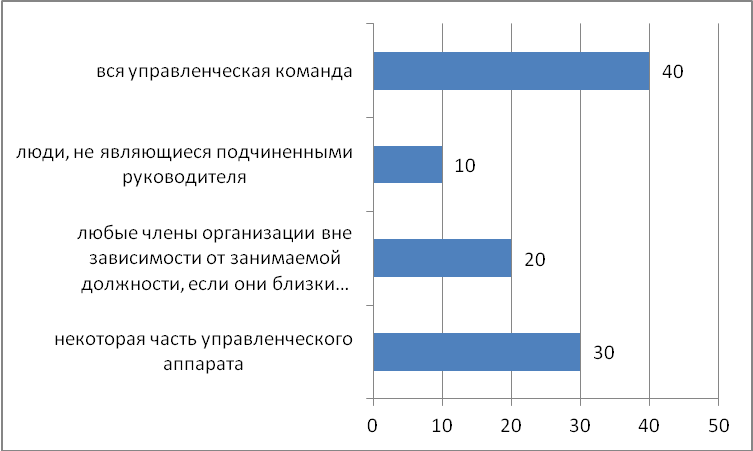 вся управленческая команда
40
люди, не являющиеся подчиненными
руководителя
10
любые члены организации вне
зависимости от занимаемой
должности, если они близки…
20
некоторая часть управленческого
аппарата
30
0 10 20 30 40 50